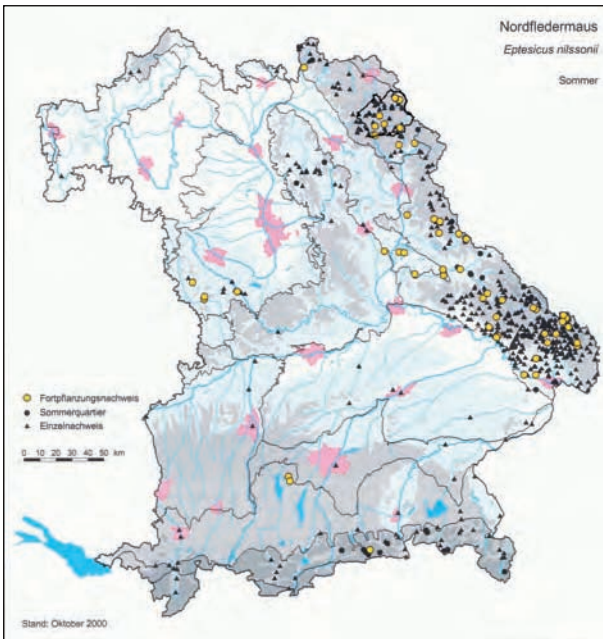 Nordfledermaus
Eptesicus nilssonii
Sommer
Fortpflanzungsnachweis
Sommerquartier
Einzelnachweis
0 10 20 30 40 50 km
Stand: Oktober 2000